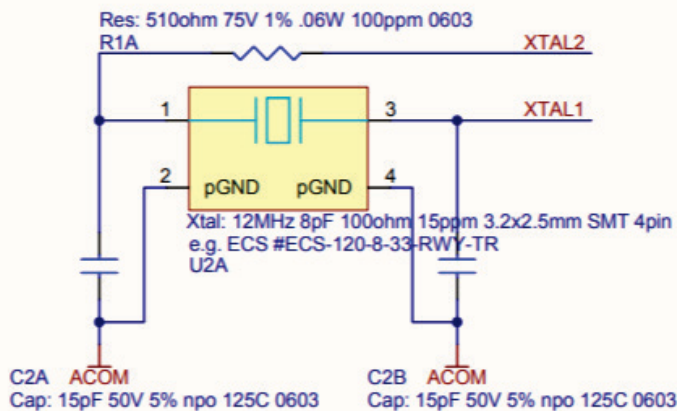 Res: 510ohm 75V 1% .06W 100ppm 0603
R1A
XTAL2
1
3
XTAL1
2
pGND
pGND
4
Xtal: 12MHz 8pF 100ohm 15ppm 3.2x2.5mm SMT 4pin
e.g. ECS #ECS-120-8-33-RWY-TR
U2A
C2A ACOM
Cap: 15pF 50V 5% npo 125C 0603
C2B ACOM
Cap: 15pF 50V 5% npo 125C 0603